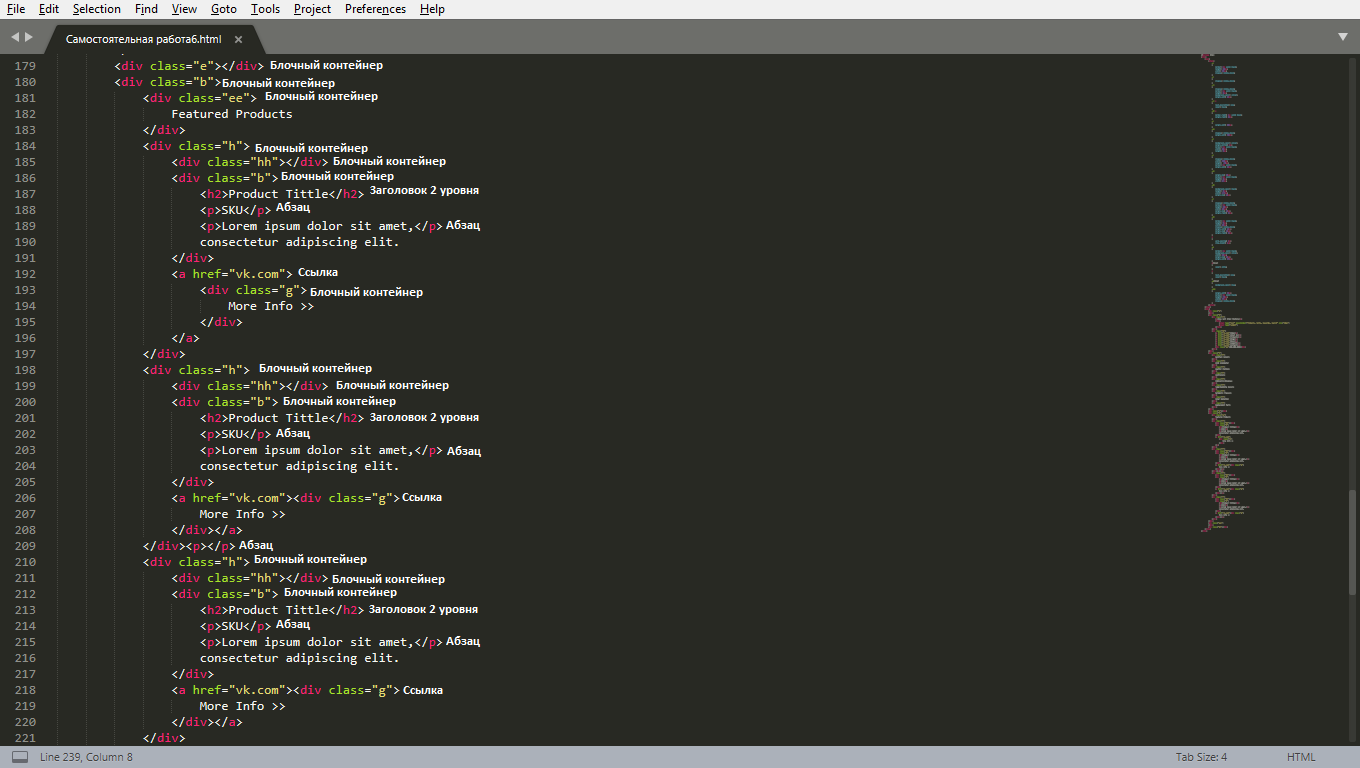 File Edit Selection Find View Goto Tools Project Preferences Help
Самостоятельная работа6.html ×
179 <div class="e"></div> Блочный контейнер
180 <div class="b"> Блочный контейнер
181 <div class="ee"> Блочный контейнер
182 Featured Products
183 </div>
184 <div class="h"> Блочный контейнер
185 <div class="hh"></div> Блочный контейнер
186 <div class="b"> Блочный контейнер
187 <h2>Product Tittle</h2> Заголовок 2 уровня
188 <p>SKU</p> Абзац
189 <p>Lorem ipsum dolor sit amet,</p> Абзац
190 consectetur adipiscing elit.
191 </div>
192 <a href="vk.com"> Ссылка
193 <div class="g"> Блочный контейнер
194 More Info >>
195 </div>
196 </a>
197 </div>
198 <div class="h"> Блочный контейнер
199 <div class="hh"></div> Блочный контейнер
200 <div class="b"> Блочный контейнер
201 <h2>Product Tittle</h2> Заголовок 2 уровня
202 <p>SKU</p> Абзац
203 <p>Lorem ipsum dolor sit amet,</p> Абзац
204 consectetur adipiscing elit.
205 </div>
206 <a href="vk.com"><div class="g"> Ссылка
207 More Info >>
208 </div></a>
209 </div><p></p> Абзац
210 <div class="h"> Блочный контейнер
211 <div class="hh"></div> Блочный контейнер
212 <div class="b"> Блочный контейнер
213 <h2>Product Tittle</h2> Заголовок 2 уровня
214 <p>SKU</p> Абзац
215 <p>Lorem ipsum dolor sit amet,</p> Абзац
216 consectetur adipiscing elit.
217 </div>
218 <a href="vk.com"><div class="g"> Ссылка
219 More Info >>
220 </div></a>
221 </div>
Line 239, Column 8 Tab Size: 4 HTML